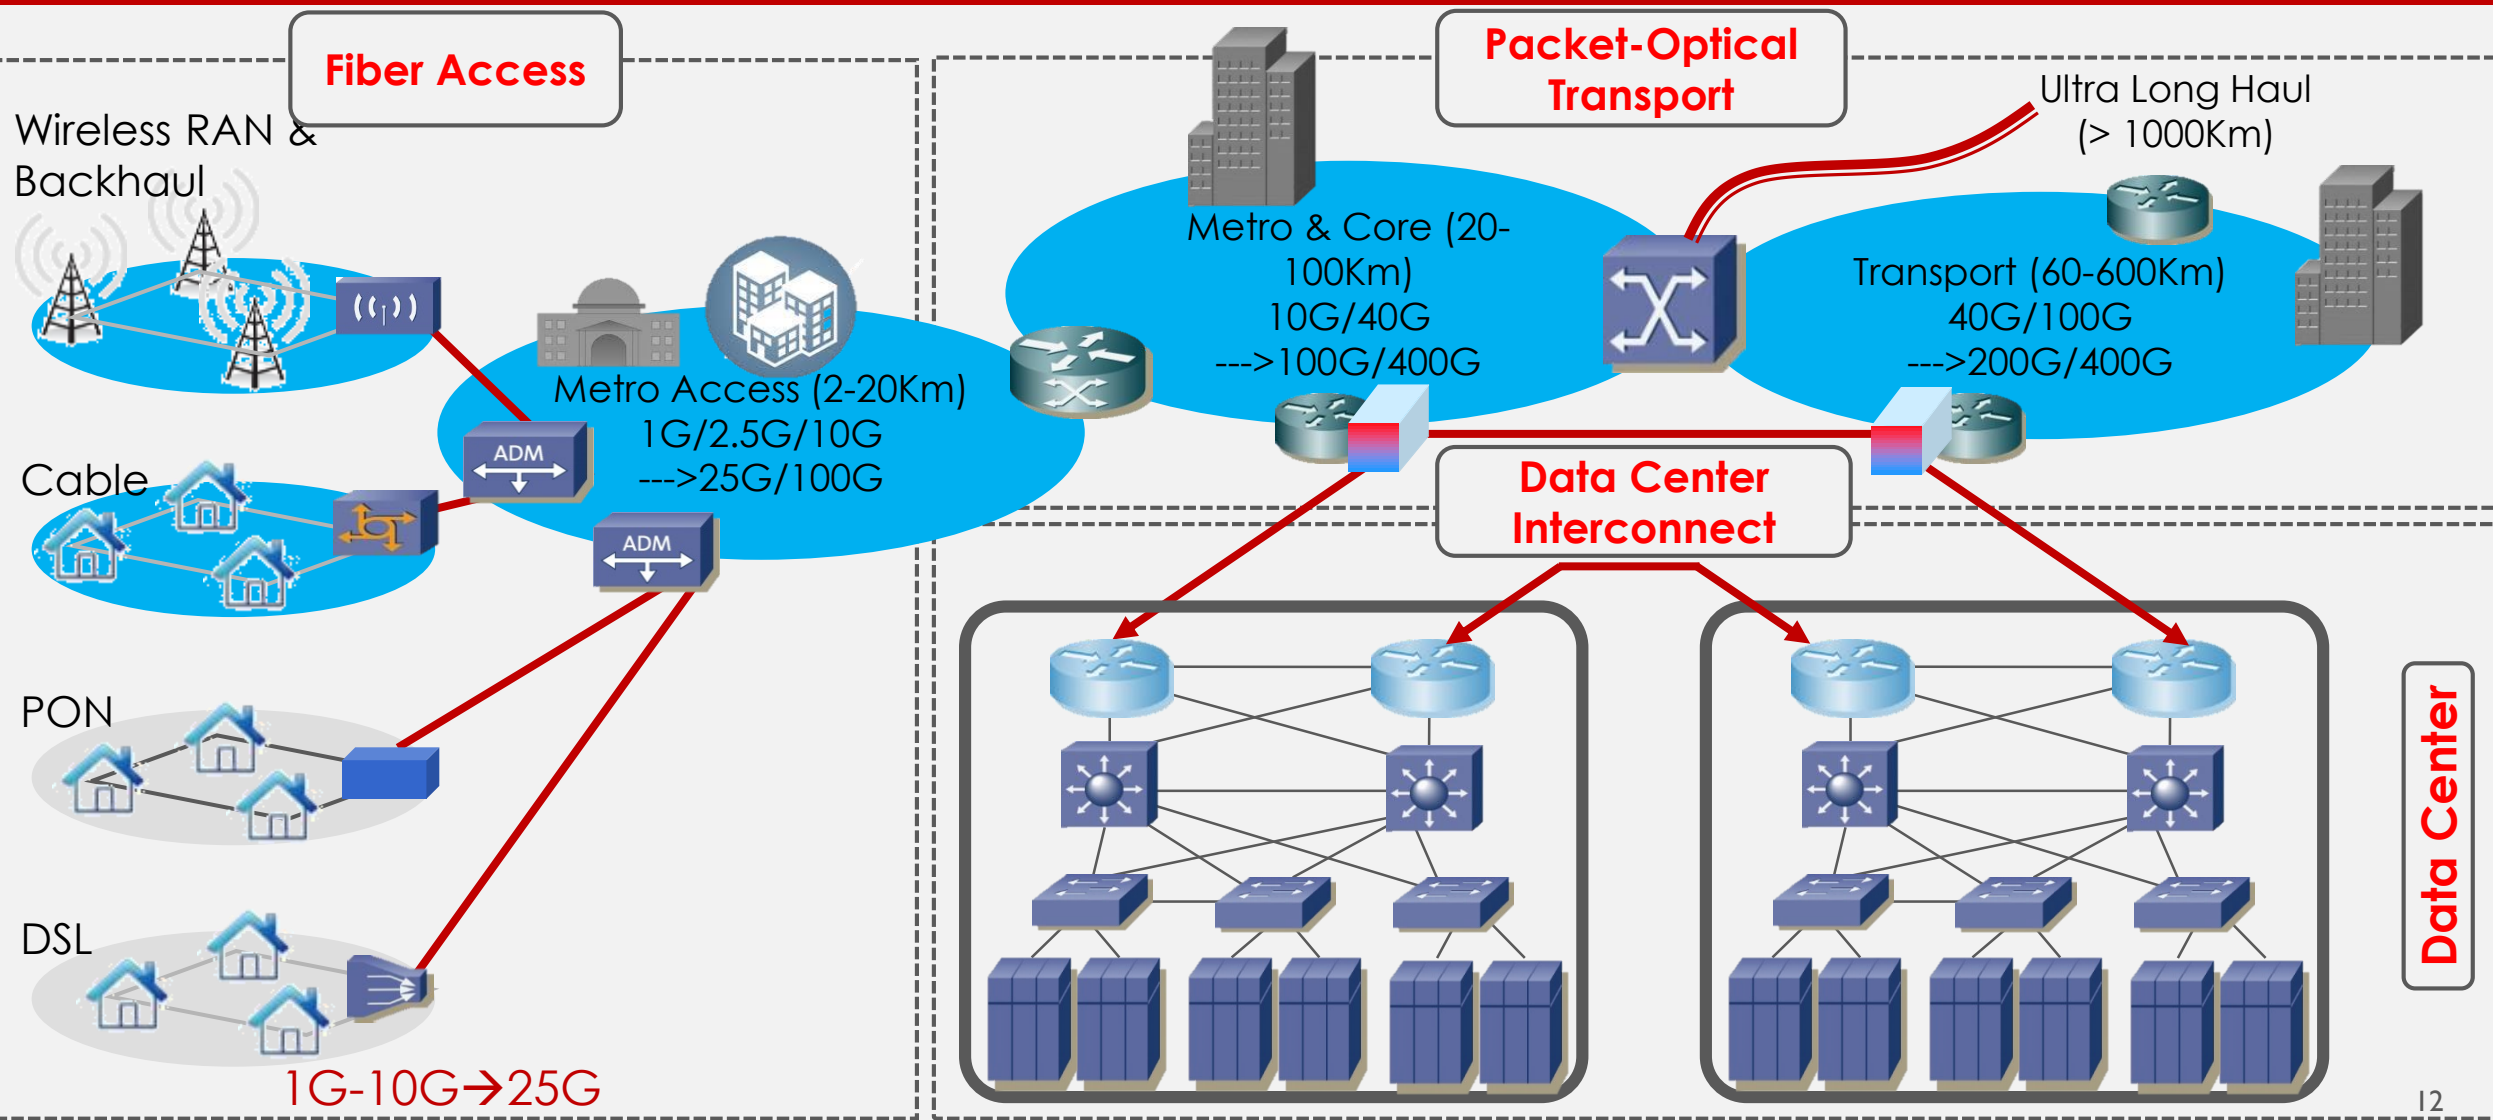 Fiber Access
Wireless RAN &
Backhaul
Cable
PON
DSL
1G-10G→25G
Metro Access (2-20Km)
1G/2.5G/10G
--->25G/100G
ADM
ADM
Packet-Optical
Transport
Ultra Long Haul
(> 1000Km)
Metro & Core (20-
100Km)
10G/40G
--->100G/400G
Transport (60-600Km)
40G/100G
--->200G/400G
Data Center
Interconnect
Data Center
12